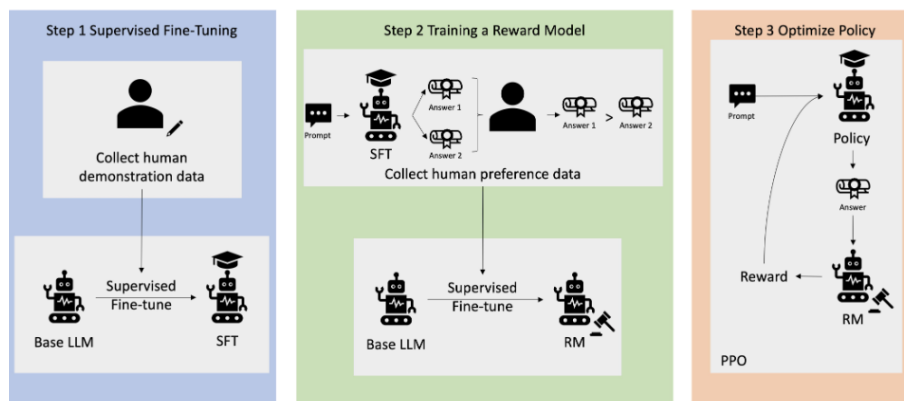 Step 1 Supervised Fine-Tuning
Collect human
demonstration data
Base LLM
Supervised
Fine-tune
SFT
Step 2 Training a Reward Model
Prompt
SFT
Answer 1
Answer 2
Answer 1
>
Answer 2
Collect human preference data
Base LLM
Supervised
Fine-tune
RM
Step 3 Optimize Policy
Prompt
Policy
Answer
Reward
RM
PPO